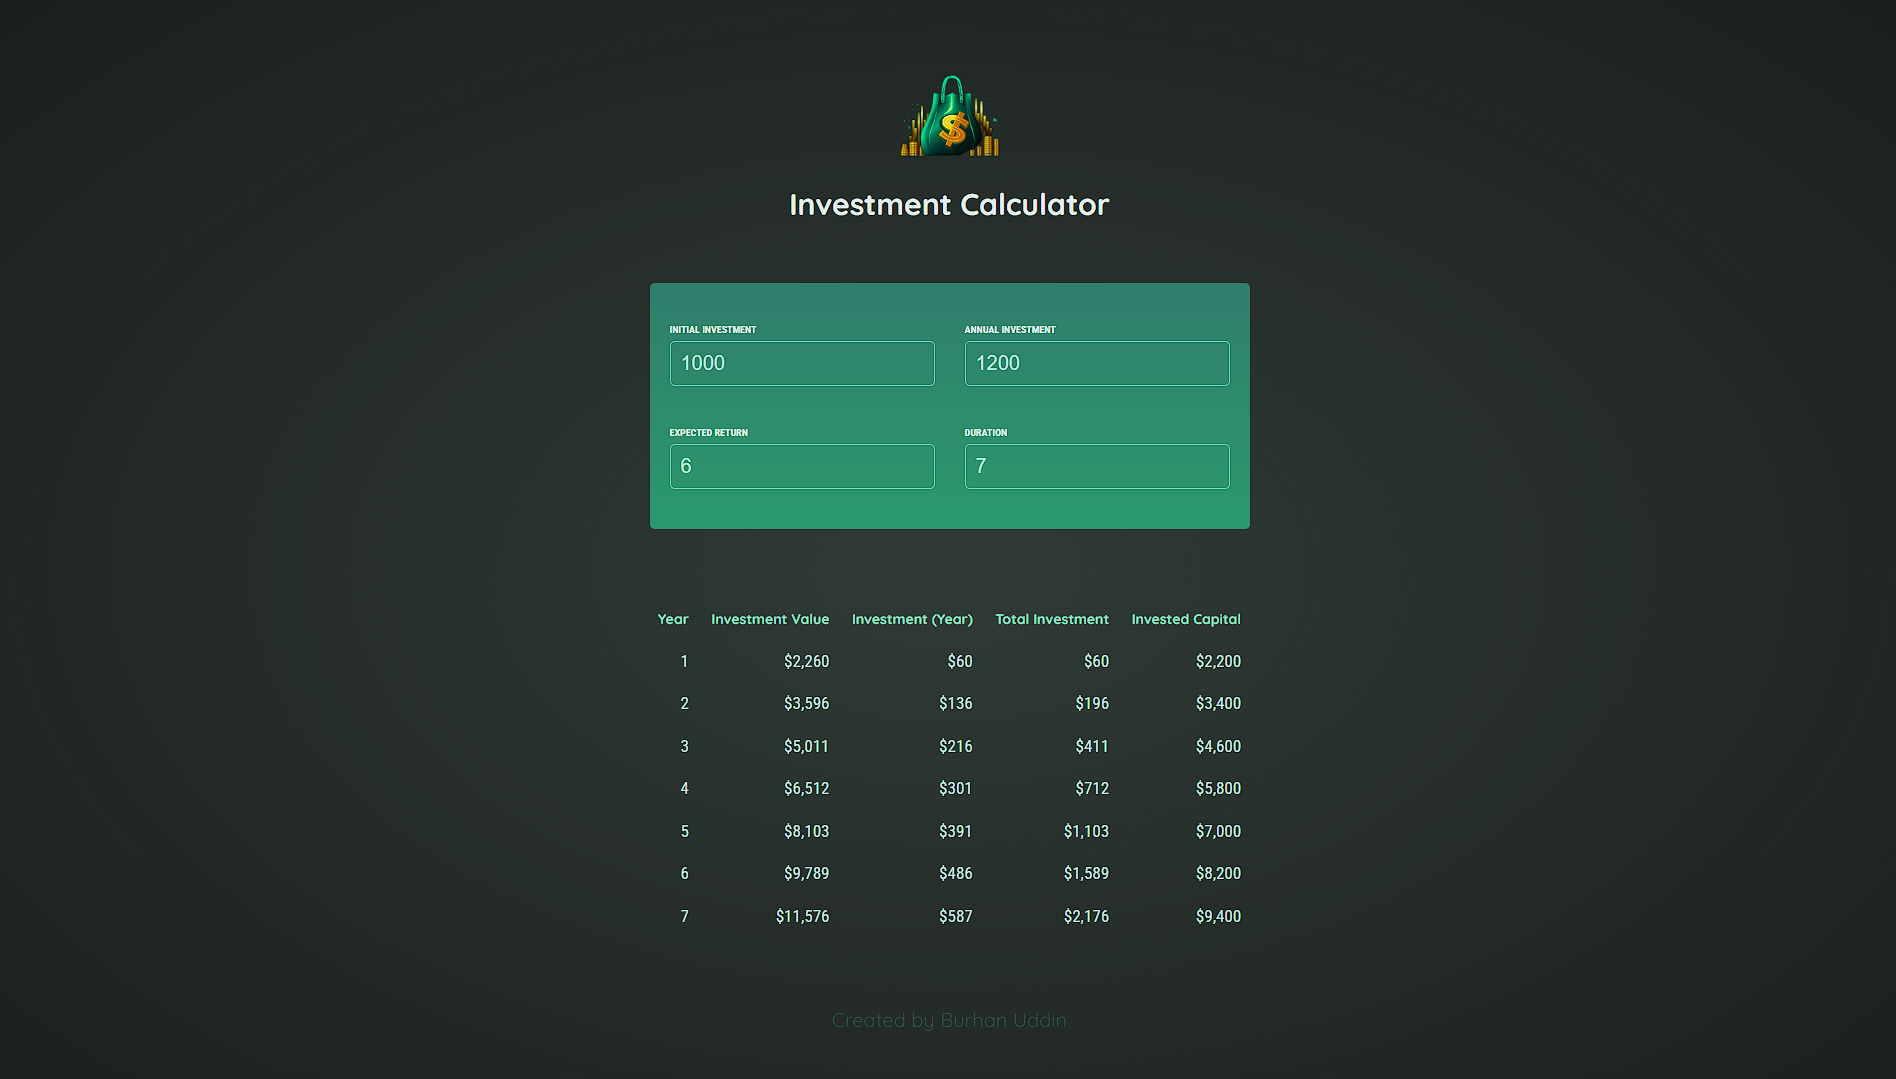 $
Investment Calculator
INITIAL INVESTMENT ANNUAL INVESTMENT
1000 1200
EXPECTED RETURN DURATION
6 7
Year Investment Value Investment (Year) Total Investment Invested Capital
1 $2,260 $60 $60 $2,200
2 $3,596 $136 $196 $3,400
3 $5,011 $216 $411 $4,600
4 $6,512 $301 $712 $5,800
5 $8,103 $391 $1,103 $7,000
6 $9,789 $486 $1,589 $8,200
7 $11,576 $587 $2,176 $9,400
Created by Burhan Uddin